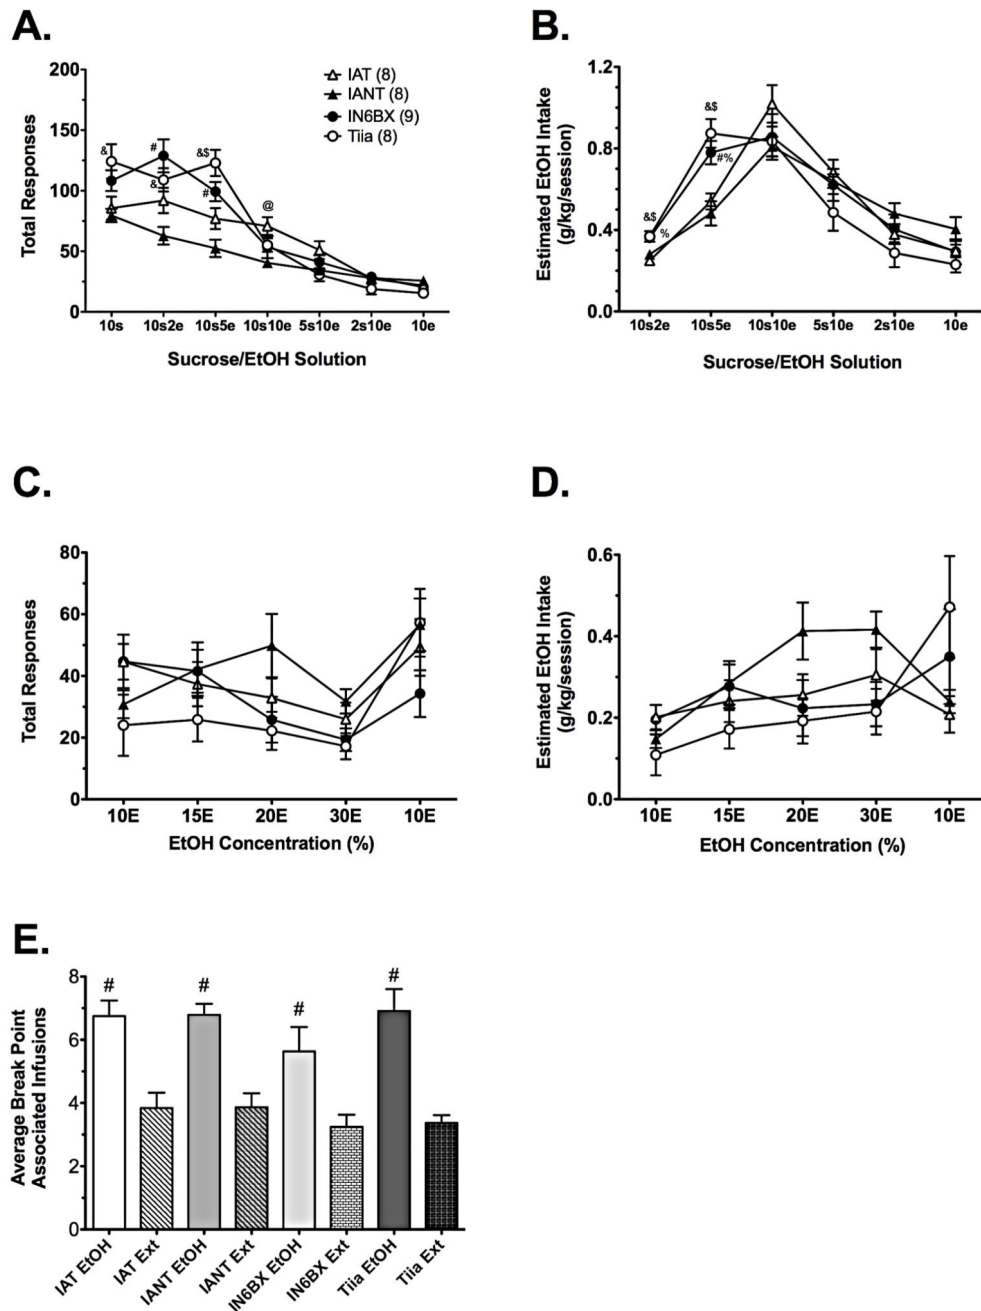 A.
200
150
100
50
0
Total Responses
IAT (8)
IANT (8)
IN6BX (9)
Tiia (8)
&
#
&
&$
#
@
10s 10s2e 10s5e 10s10e 5s10e 2s10e 10e
Sucrose/EtOH Solution
B.
1.2
0.8
0.4
0.0
Estimated EtOH Intake
(g/kg/session)
&$
%
&$
#%
10s2e 10s5e 10s10e 5s10e 2s10e 10e
Sucrose/EtOH Solution
C.
80
60
40
20
0
Total Responses
10E 15E 20E 30E 10E
EtOH Concentration (%)
D.
0.6
0.4
0.2
0.0
Estimated EtOH Intake
(g/kg/session)
10E 15E 20E 30E 10E
EtOH Concentration (%)
E.
8
6
4
2
0
Average Break Point
Associated Infusions
# # # #
IAT EtOH
IAT Ext
IANT EtOH
IANT Ext
IN6BX EtOH
IN6BX Ext
Tiia EtOH
Tiia Ext